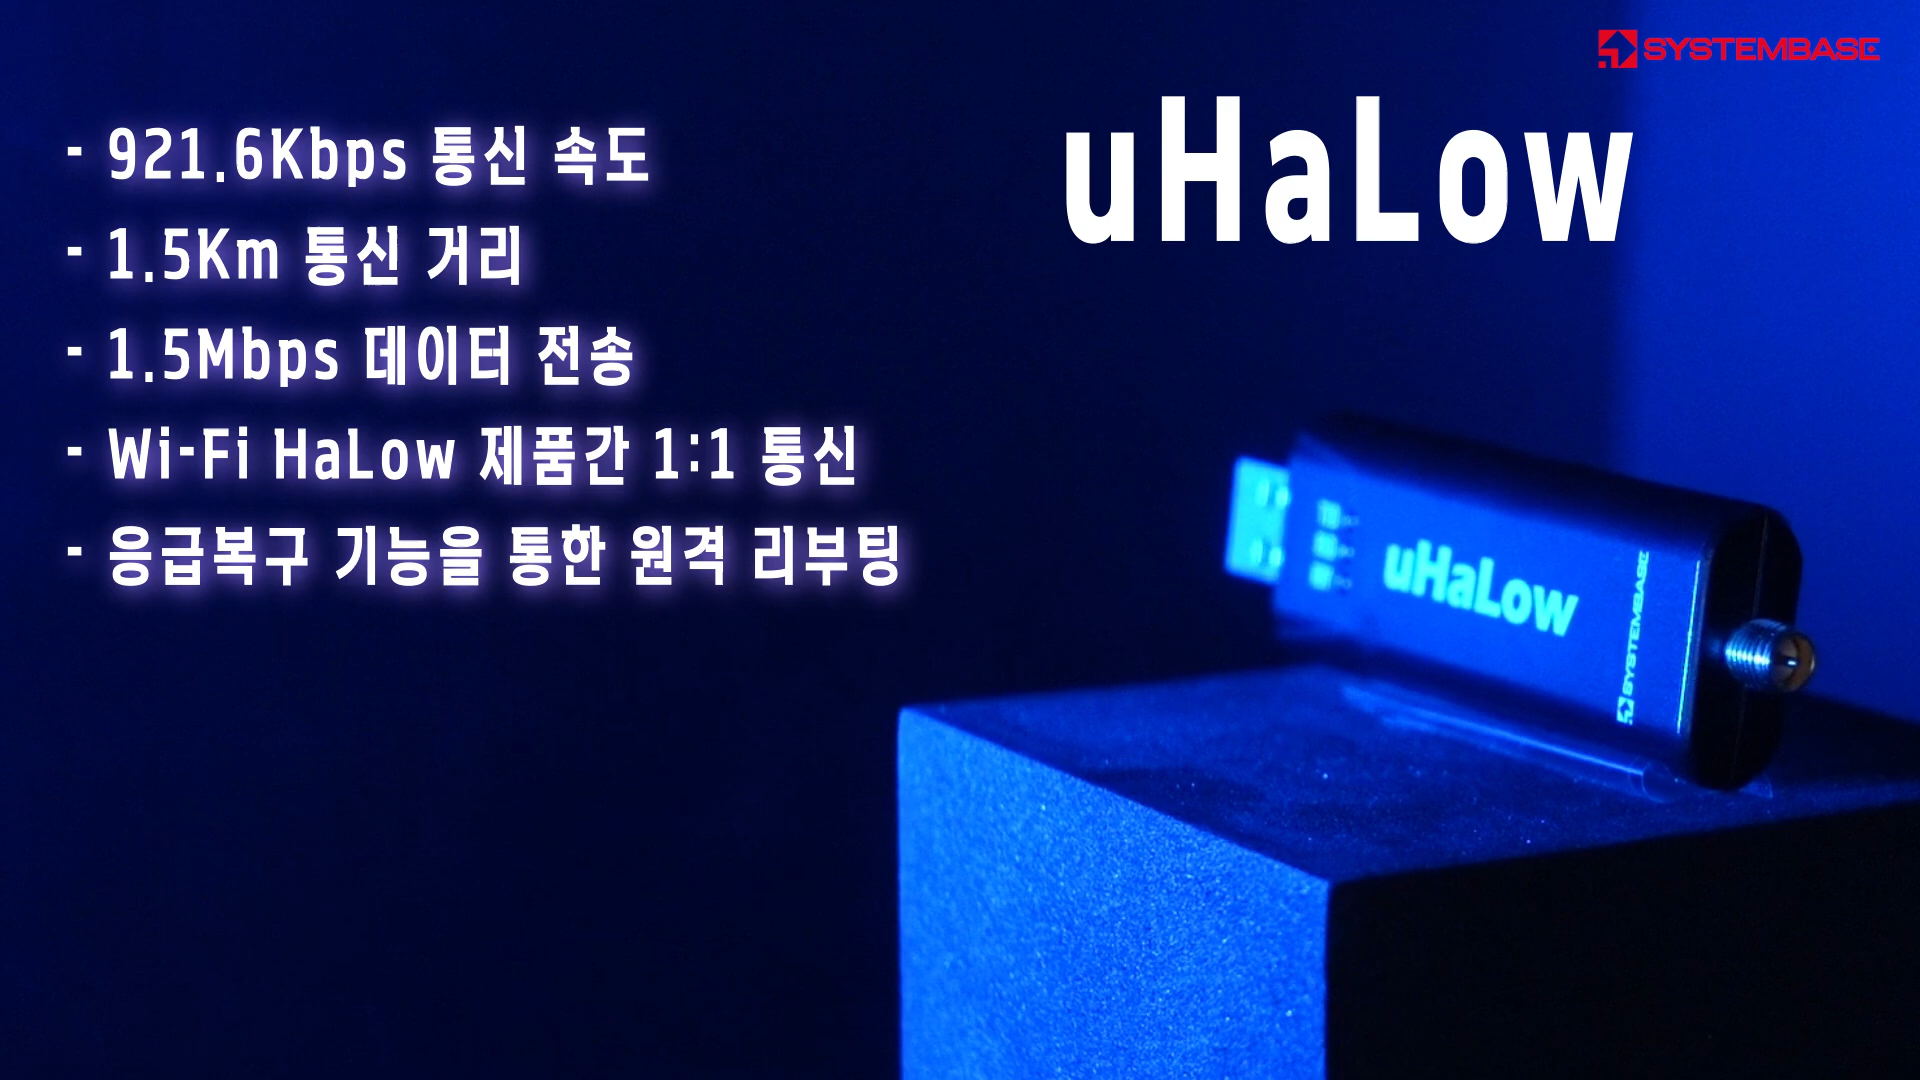 SYSTEMBASE
uHaLow
- 921.6Kbps 통신 속도
- 1.5Km 통신 거리
- 1.5Mbps 데이터 전송
- Wi-Fi HaLow 제품간 1:1 통신
- 응급복구 기능을 통한 원격 리부팅
uHaLow
SYSTEMBASE